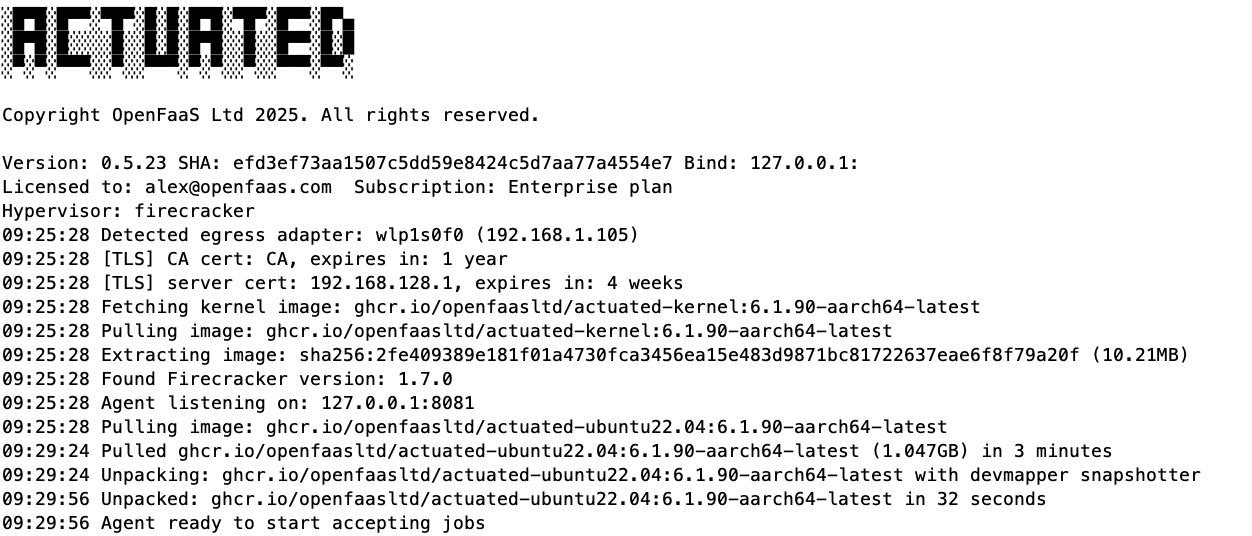 ACTUATED
Copyright OpenFaaS Ltd 2025. All rights reserved.
Version: 0.5.23 SHA: efd3ef73aa1507c5dd59e8424c5d7aa77a4554e7 Bind: 127.0.0.1:
Licensed to: alex@openfaas.com  Subscription: Enterprise plan
Hypervisor: firecracker
09:25:28 Detected egress adapter: wlp1s0f0 (192.168.1.105)
09:25:28 [TLS] CA cert: CA, expires in: 1 year
09:25:28 [TLS] server cert: 192.168.128.1, expires in: 4 weeks
09:25:28 Fetching kernel image: ghcr.io/openfaasltd/actuated-kernel:6.1.90-aarch64-latest
09:25:28 Pulling image: ghcr.io/openfaasltd/actuated-kernel:6.1.90-aarch64-latest
09:25:28 Extracting image: sha256:2fe409389e181f01a4730fca3456ea15e483d9871bc81722637eae6f8f79a20f (10.21MB)
09:25:28 Found Firecracker version: 1.7.0
09:25:28 Agent listening on: 127.0.0.1:8081
09:25:28 Pulling image: ghcr.io/openfaasltd/actuated-ubuntu22.04:6.1.90-aarch64-latest
09:29:24 Pulled ghcr.io/openfaasltd/actuated-ubuntu22.04:6.1.90-aarch64-latest (1.047GB) in 3 minutes
09:29:24 Unpacking: ghcr.io/openfaasltd/actuated-ubuntu22.04:6.1.90-aarch64-latest with devmapper snapshotter
09:29:56 Unpacked: ghcr.io/openfaasltd/actuated-ubuntu22.04:6.1.90-aarch64-latest in 32 seconds
09:29:56 Agent ready to start accepting jobs